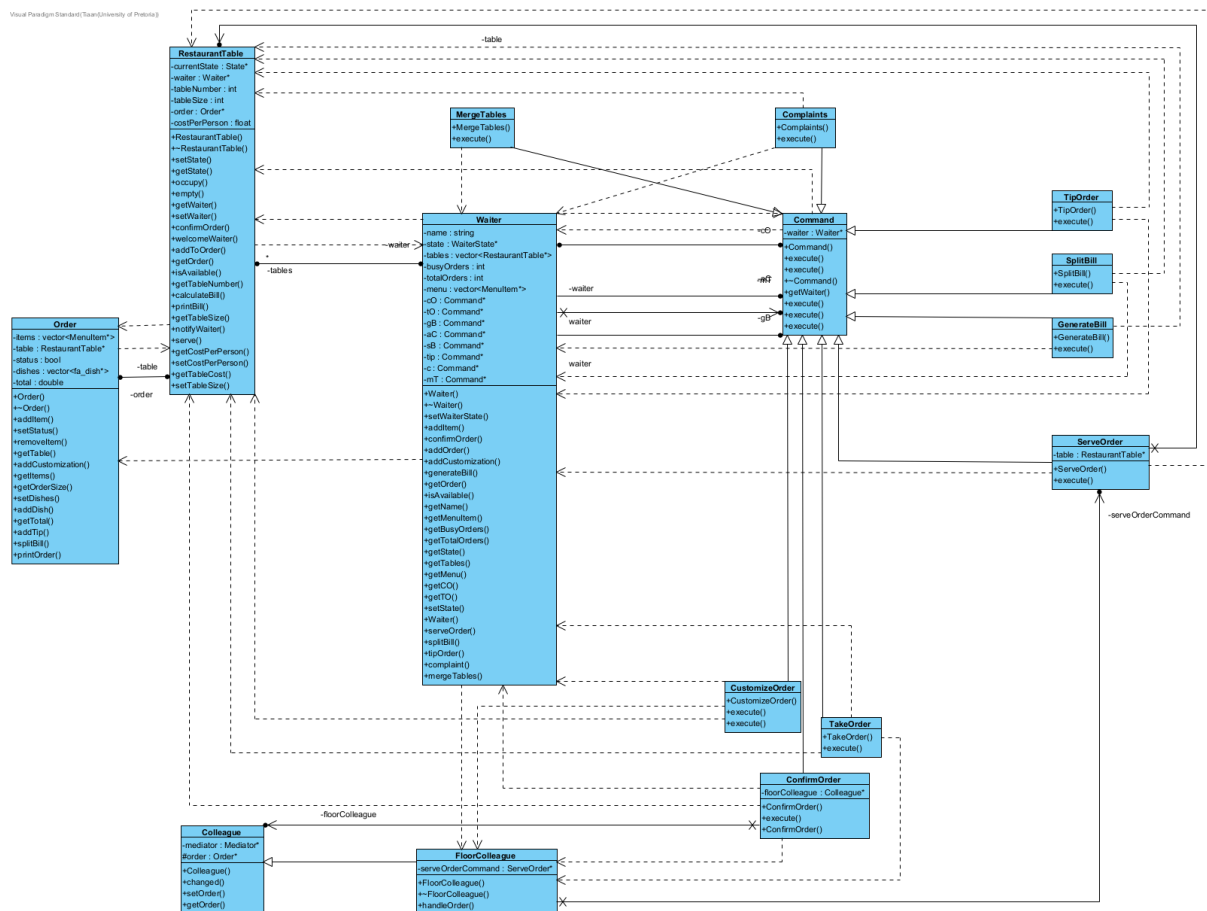 Visual Paradigm Standard(Tiaan(University of Pretoria))
-table
RestaurantTable
-currentState : State*
-waiter : Waiter*
-tableNumber : int
-tableSize : int
-order : Order*
-costPerPerson : float
+RestaurantTable()
+~RestaurantTable()
+setState()
+getState()
+occupy()
+empty()
+getWaiter()
+setWaiter()
+confirmOrder()
+welcomeWaiter()
+addToOrder()
+getOrder()
+isAvailable()
+getTableNumber()
+calculateBill()
+printBill()
+getTableSize()
+notifyWaiter()
+serve()
+getCostPerPerson()
+setCostPerPerson()
+getTableCost()
+setTableSize()
MergeTables
+MergeTables()
+execute()
Complaints
+Complaints()
+execute()
TipOrder
+TipOrder()
+execute()
Waiter
-name : string
-state : WaiterState*
-tables : vector<RestaurantTable*>
-busyOrders : int
-totalOrders : int
-menu : vector<MenuItem*>
-cO : Command*
-tO : Command*
-gB : Command*
-aC : Command*
-sB : Command*
-tip : Command*
-c : Command*
-mT : Command*
+Waiter()
+~Waiter()
+setWaiterState()
+addItem()
+confirmOrder()
+addOrder()
+addCustomization()
+generateBill()
+getOrder()
+isAvailable()
+getName()
+getMenuItem()
+getBusyOrders()
+getTotalOrders()
+getState()
+getTables()
+getMenu()
+getCO()
+getTO()
+setState()
+Waiter()
+serveOrder()
+splitBill()
+tipOrder()
+complaint()
+mergeTables()
Command
-waiter : Waiter*
+Command()
+execute()
+execute()
+~Command()
+getWaiter()
+execute()
+execute()
+execute()
-cO
-gB
-waiter
*
-tables
-waiter
waiter
waiter
SplitBill
+SplitBill()
+execute()
GenerateBill
+GenerateBill()
+execute()
Order
-items : vector<MenuItem*>
-table : RestaurantTable*
-status : bool
-dishes : vector<fa_dish*>
-total : double
+Order()
+~Order()
+addItem()
+setStatus()
+removeItem()
+getTable()
+addCustomization()
+getItems()
+getOrderSize()
+setDishes()
+addDish()
+getTotal()
+addTip()
+splitBill()
+printOrder()
-table
-order
ServeOrder
-table : RestaurantTable*
+ServeOrder()
+execute()
-serveOrderCommand
CustomizeOrder
+CustomizeOrder()
+execute()
+execute()
TakeOrder
+TakeOrder()
+execute()
ConfirmOrder
-floorColleague : Colleague*
+ConfirmOrder()
+execute()
+ConfirmOrder()
-floorColleague
Colleague
-mediator : Mediator*
#order : Order*
+Colleague()
+changed()
+setOrder()
+getOrder()
FloorColleague
-serveOrderCommand : ServeOrder*
+FloorColleague()
+~FloorColleague()
+handleOrder()